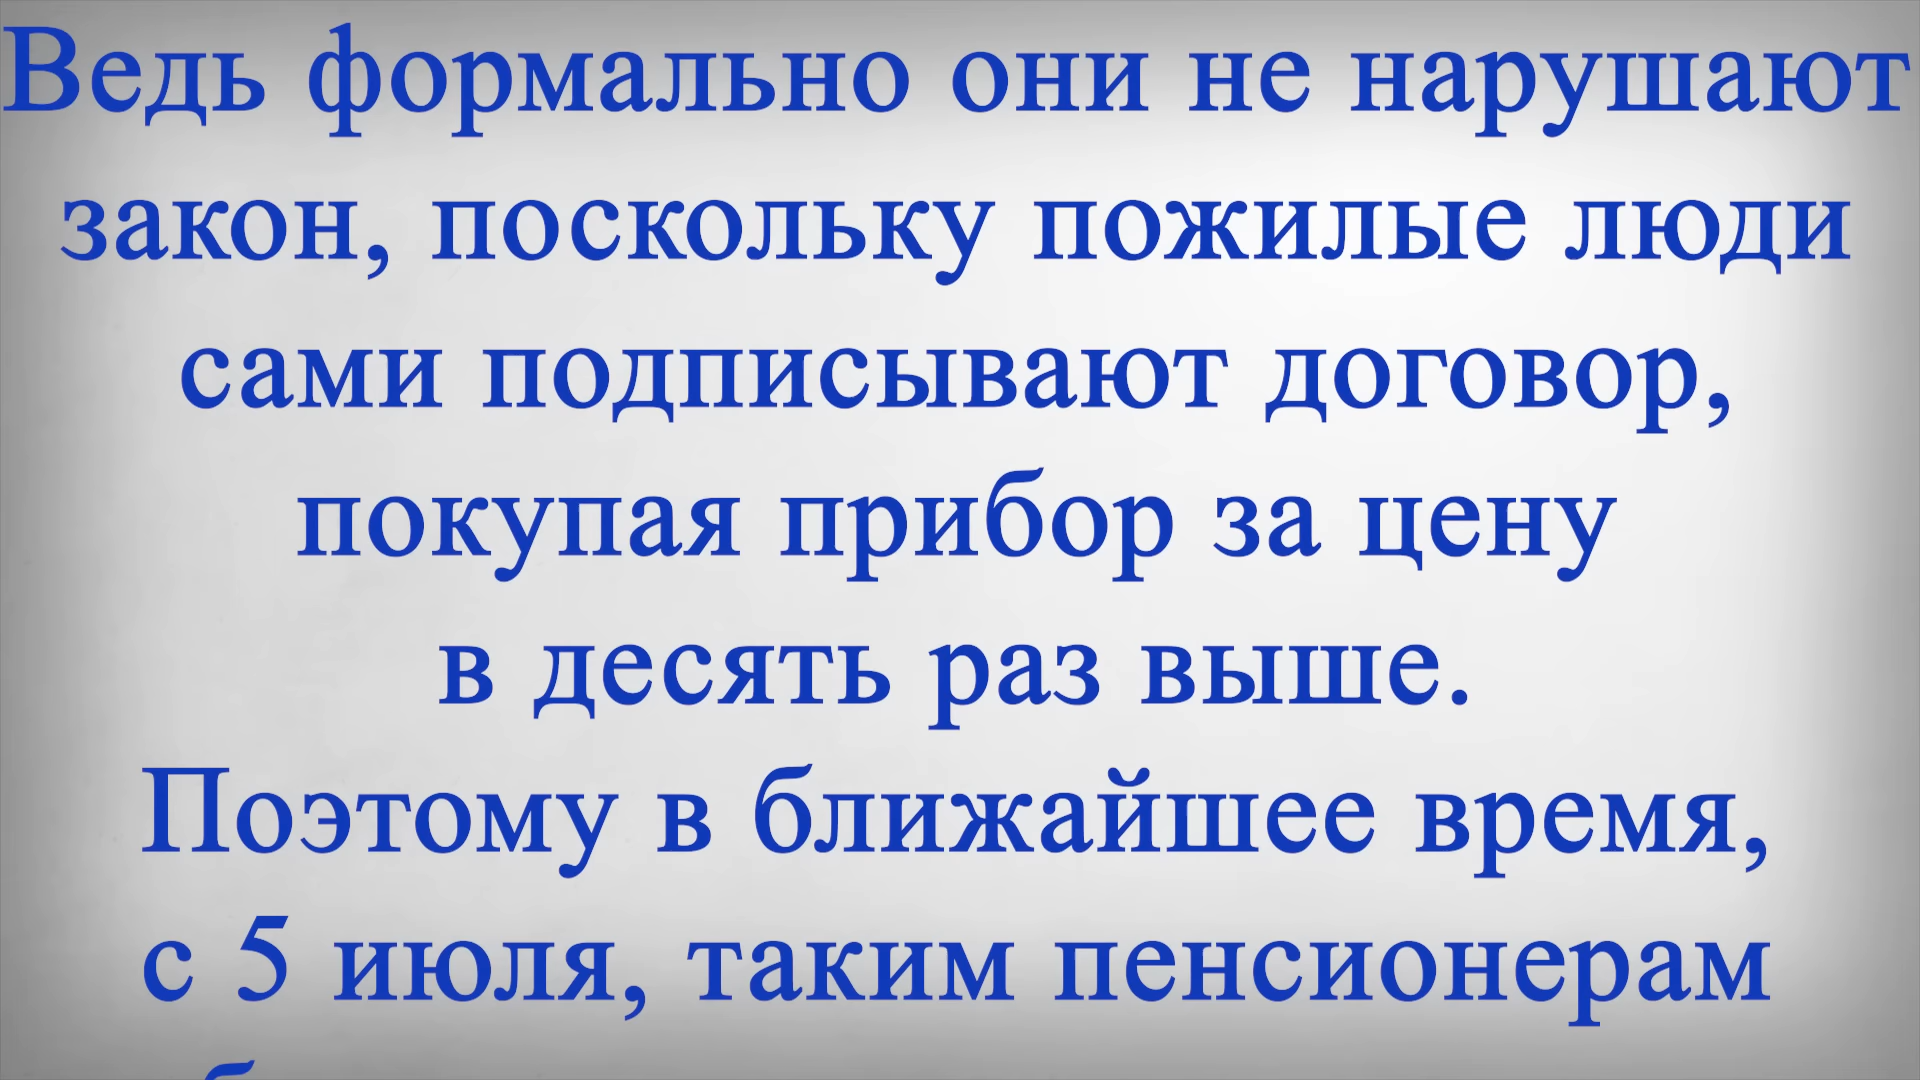 Ведь формально они не нарушают
закон, поскольку пожилые люди
сами подписывают договор,
покупая прибор за цену
в десять раз выше.
Поэтому в ближайшее время,
с 5 июля, таким пенсионерам